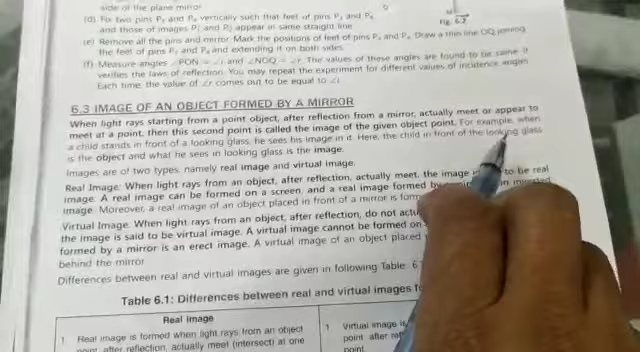 side of the plane mirror
(d) Fix two pins P3 and P4 vertically such that feet of pins P3 and P4
and those of images P1 and P2 appear in same straight line
Fig. 6.2
(e) Remove all the pins and mirror. Mark the positions of feet of pins P3 and P4. Draw a thin line OQ joining
the feet of pins P3 and P4 and extending it on both sides
(f) Measure angles ∠PON = ∠i and ∠NOQ = ∠r. The values of these angles are found to be same. It
verifies the laws of reflection. You may repeat the experiment for different values of incidence angles
Each time, the value of ∠r comes out to be equal to ∠i
6.3 IMAGE OF AN OBJECT FORMED BY A MIRROR
When light rays starting from a point object, after reflection from a mirror, actually meet or appear to
meet at a point, then this second point is called the image of the given object point. For example, when
a child stands in front of a looking glass, he sees his image in it. Here, the child in front of the looking glass
is the object and what he sees in looking glass is the image.
Images are of two types, namely real image and virtual image.
Real Image: When light rays from an object, after reflection, actually meet, the image to be real
image. A real image can be formed on a screen, and a real image formed by an inverted
image. Moreover, a real image of an object placed in front of a mirror is
Virtual Image: When light rays from an object, after reflection, do not
the image is said to be virtual image. A virtual image cannot be formed on
formed by a mirror is an erect image. A virtual image of an object placed
behind the mirror
Differences between real and virtual images are given in following Table
Table 6.1: Differences between real and virtual images
Real image
1 Real image is formed when light rays from an object
point after reflection, actually meet (intersect) at one
1 Virtual image is
point after
point